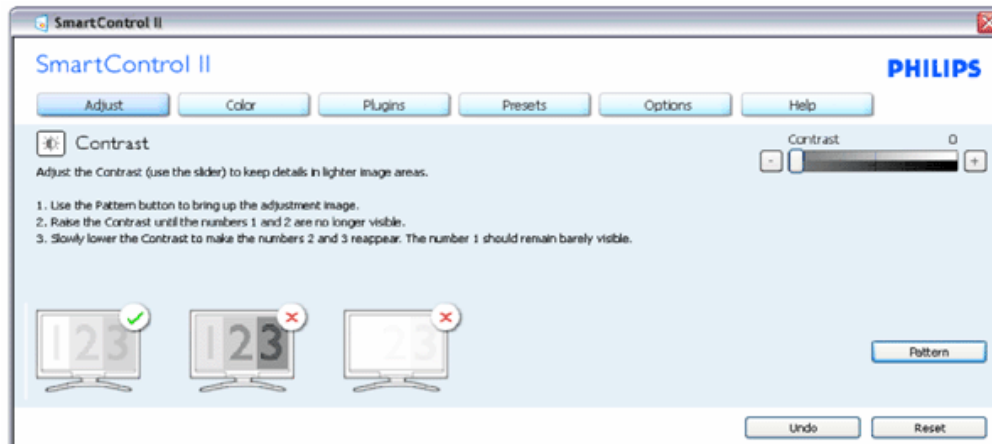 SmartControl II
SmartControl II
PHILIPS
Adjust Color Plugins Presets Options Help
Contrast
Contrast 0
- +
Adjust the Contrast (use the slider) to keep details in lighter image areas.
1. Use the Pattern button to bring up the adjustment image.
2. Raise the Contrast until the numbers 1 and 2 are no longer visible.
3. Slowly lower the Contrast to make the numbers 2 and 3 reappear. The number 1 should remain barely visible.
123 123 23
Pattern
Undo Reset